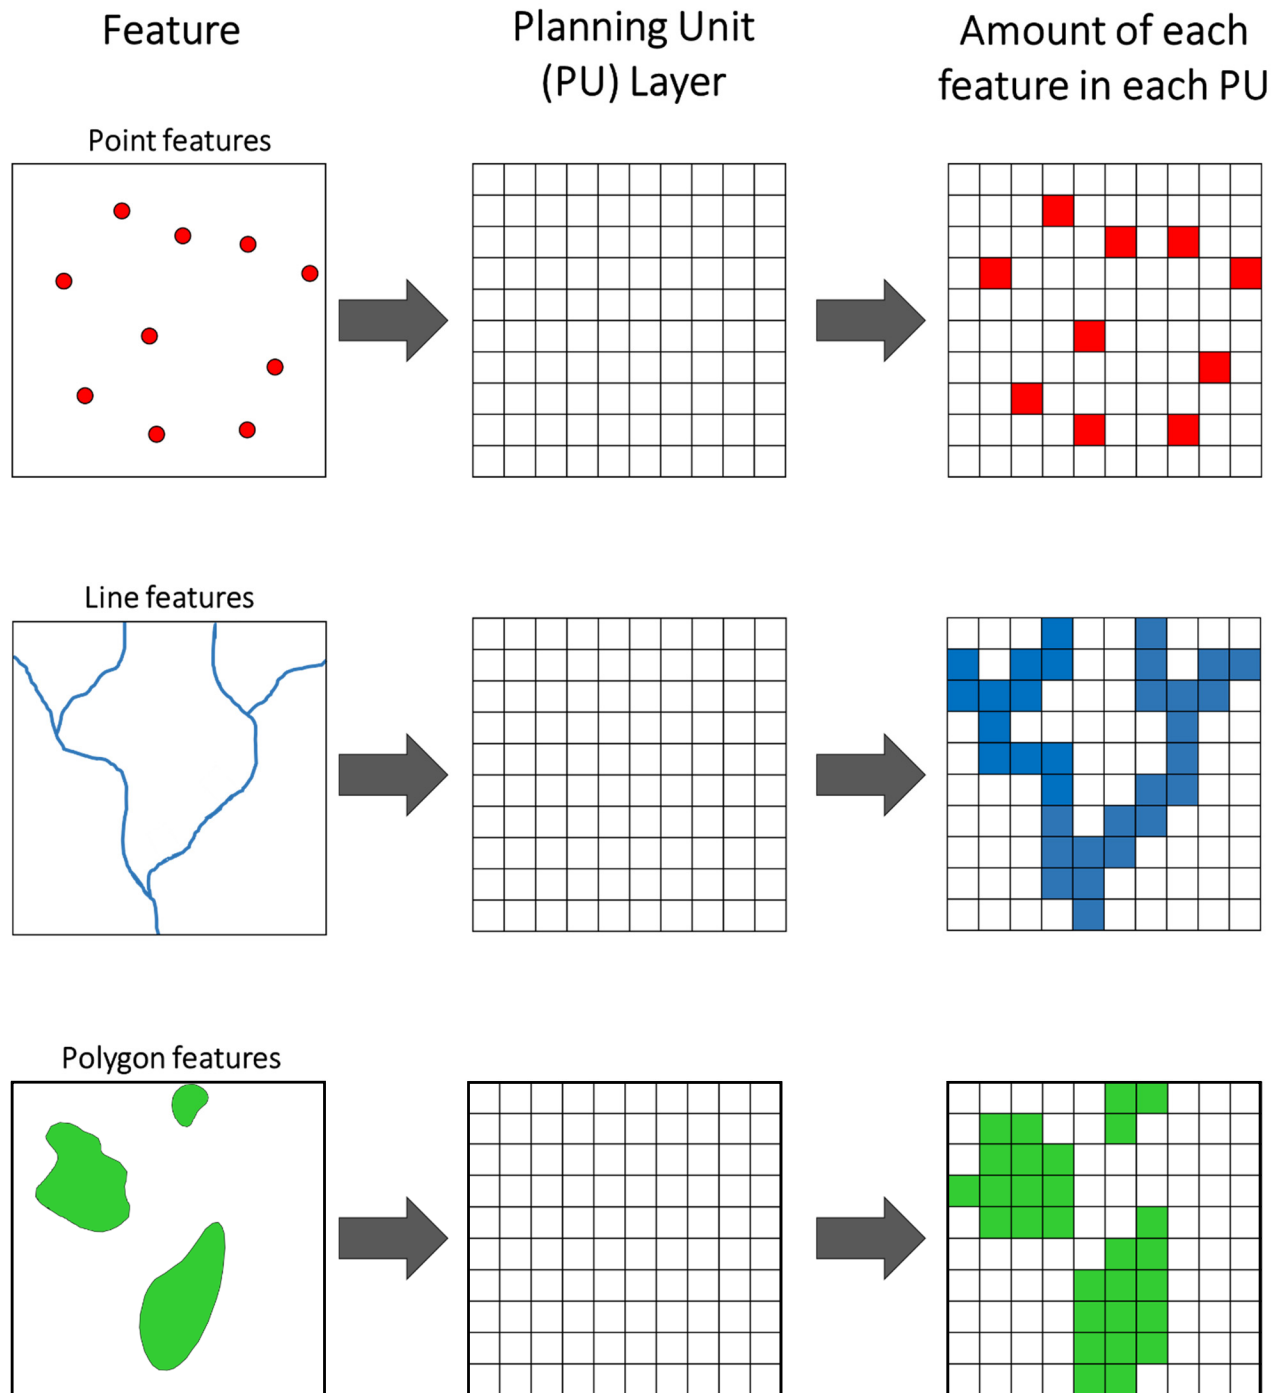 Feature
Planning Unit
(PU) Layer
Amount of each
feature in each PU
Point features
Line features
Polygon features